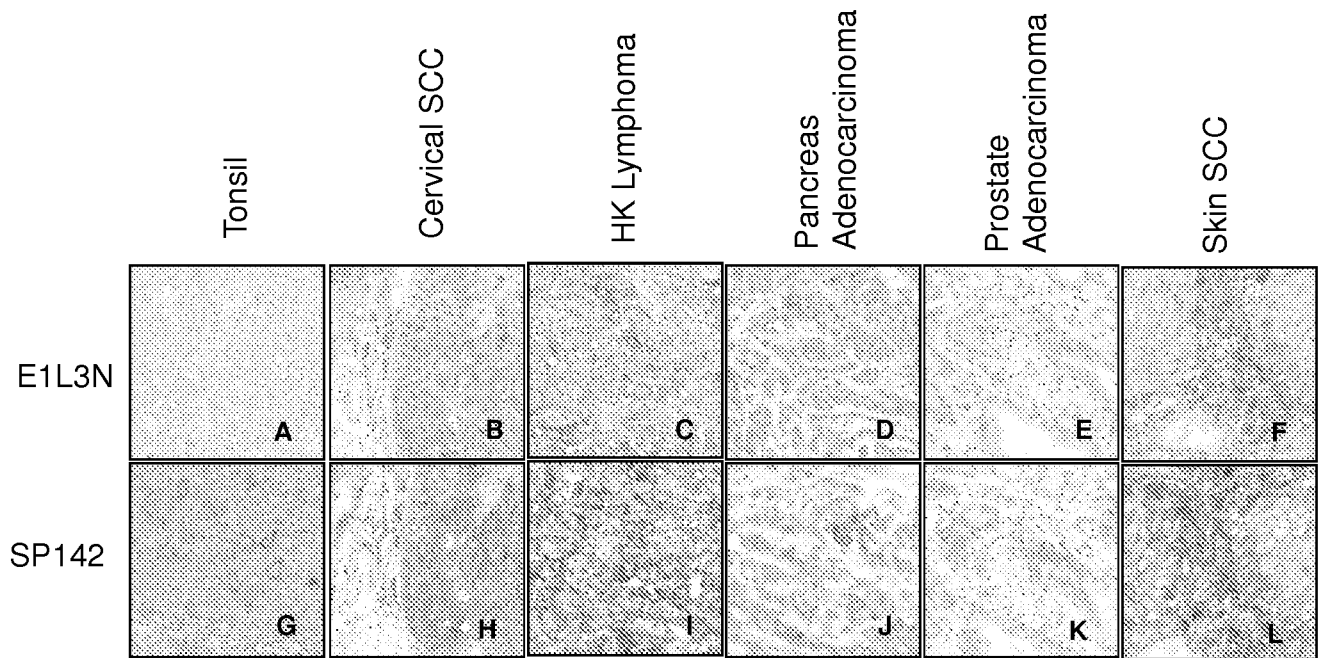 Tonsil
Cervical SCC
HK Lymphoma
Pancreas
Adenocarcinoma
Prostate
Adenocarcinoma
Skin SCC
E1L3N
A
B
C
D
E
F
SP142
G
H
I
J
K
L